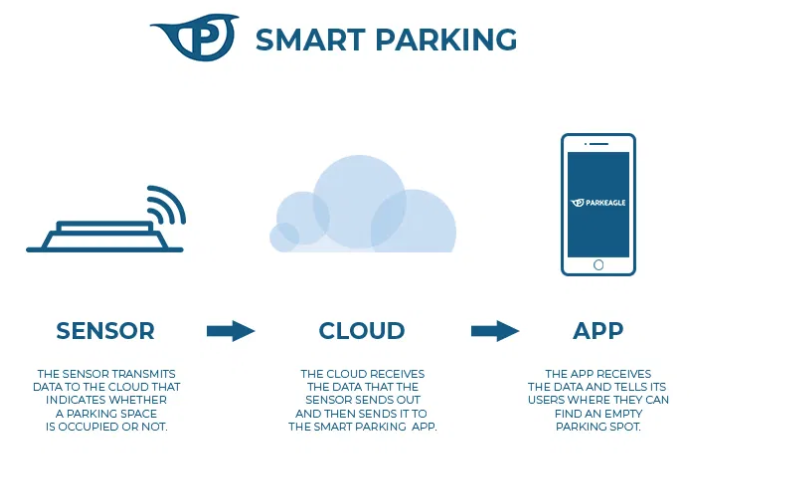 SMART PARKING
PARKEAGLE
SENSOR
CLOUD
APP
THE SENSOR TRANSMITS
DATA TO THE CLOUD THAT
INDICATES WHETHER
A PARKING SPACE
IS OCCUPIED OR NOT.
THE CLOUD RECEIVES
THE DATA THAT THE
SENSOR SENDS OUT
AND THEN SENDS IT TO
THE SMART PARKING APP.
THE APP RECEIVES
THE DATA AND TELLS ITS
USERS WHERE THEY CAN
FIND AN EMPTY
PARKING SPOT.